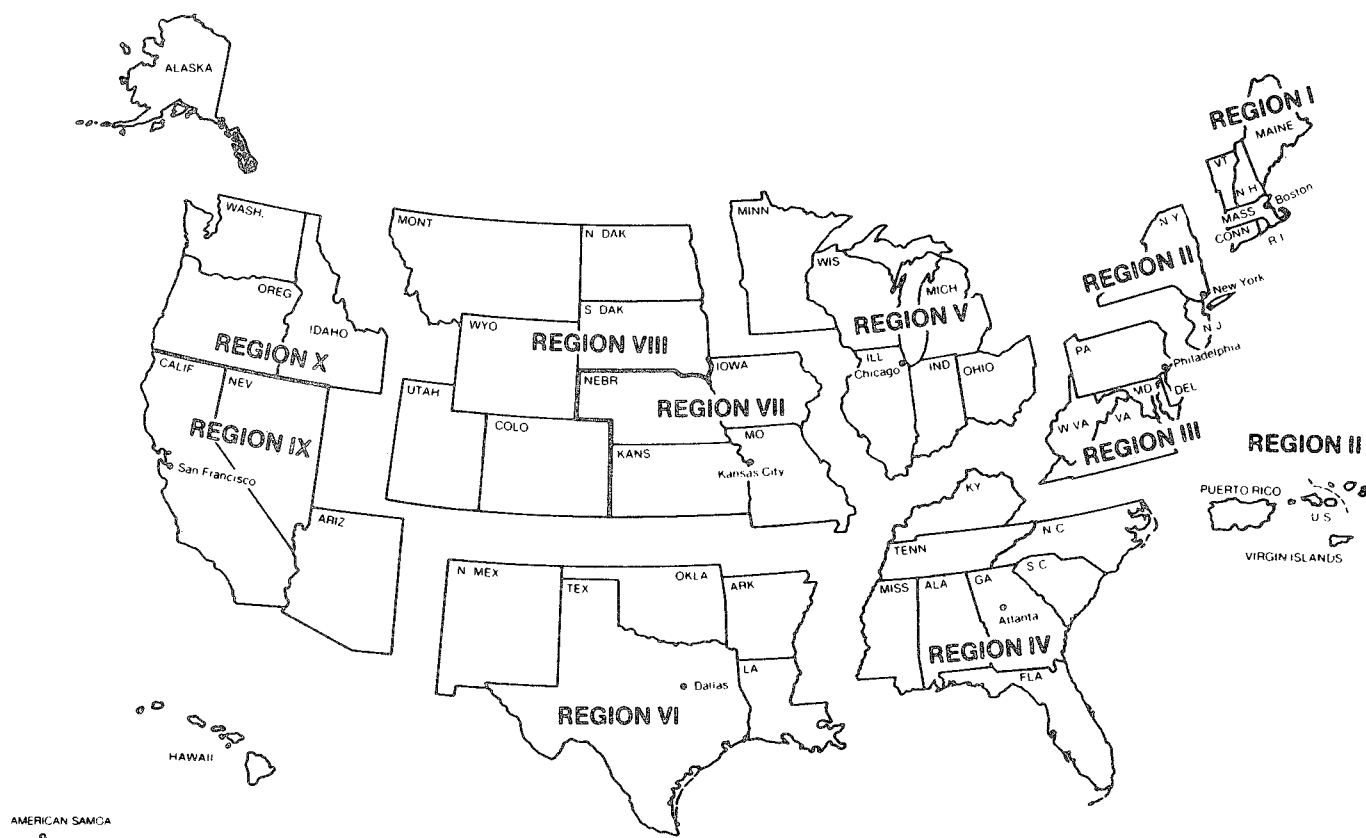 ALASKA
REGION I
MAINE
VT
N H
Boston
MASS
CONN
R I
WASH.
MONT
N DAK
MINN
N Y
WIS
REGION II
OREG
MICH
New York
S DAK
IDAHO
WYO
REGION V
N J
REGION X
REGION VIII
PA
Philadelphia
CALIF
NEV
UTAH
NEBR
IOWA
ILL
Chicago
IND
OHIO
MD
DEL
REGION VII
W VA
VA
REGION IX
COLO
MO
REGION III
REGION II
San Francisco
KANS
Kansas City
KY
PUERTO RICO
ARIZ
U S
N C
TENN
VIRGIN ISLANDS
S C
N MEX
TEX
OKLA
ARK
MISS
ALA
GA
Atlanta
REGION IV
LA
FLA
Dallas
REGION VI
HAWAII
AMERICAN SAMOA